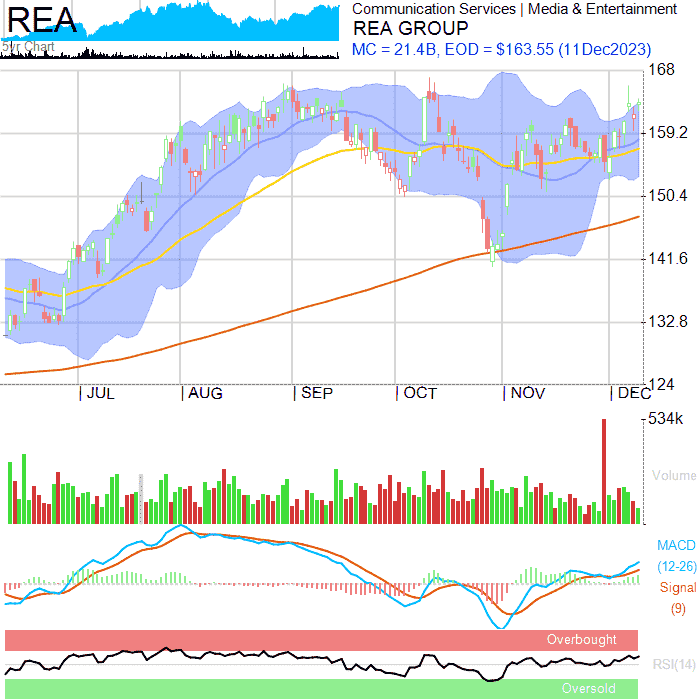 REA
5yr Chart
Communication Services | Media & Entertainment
REA GROUP
MC = 21.4B, EOD = $163.55 (11Dec2023)
168
159.2
150.4
141.6
132.8
124
JUL AUG SEP OCT NOV DEC
534k
Volume
MACD
(12-26)
Signal
(9)
Overbought
RSI(14)
Oversold